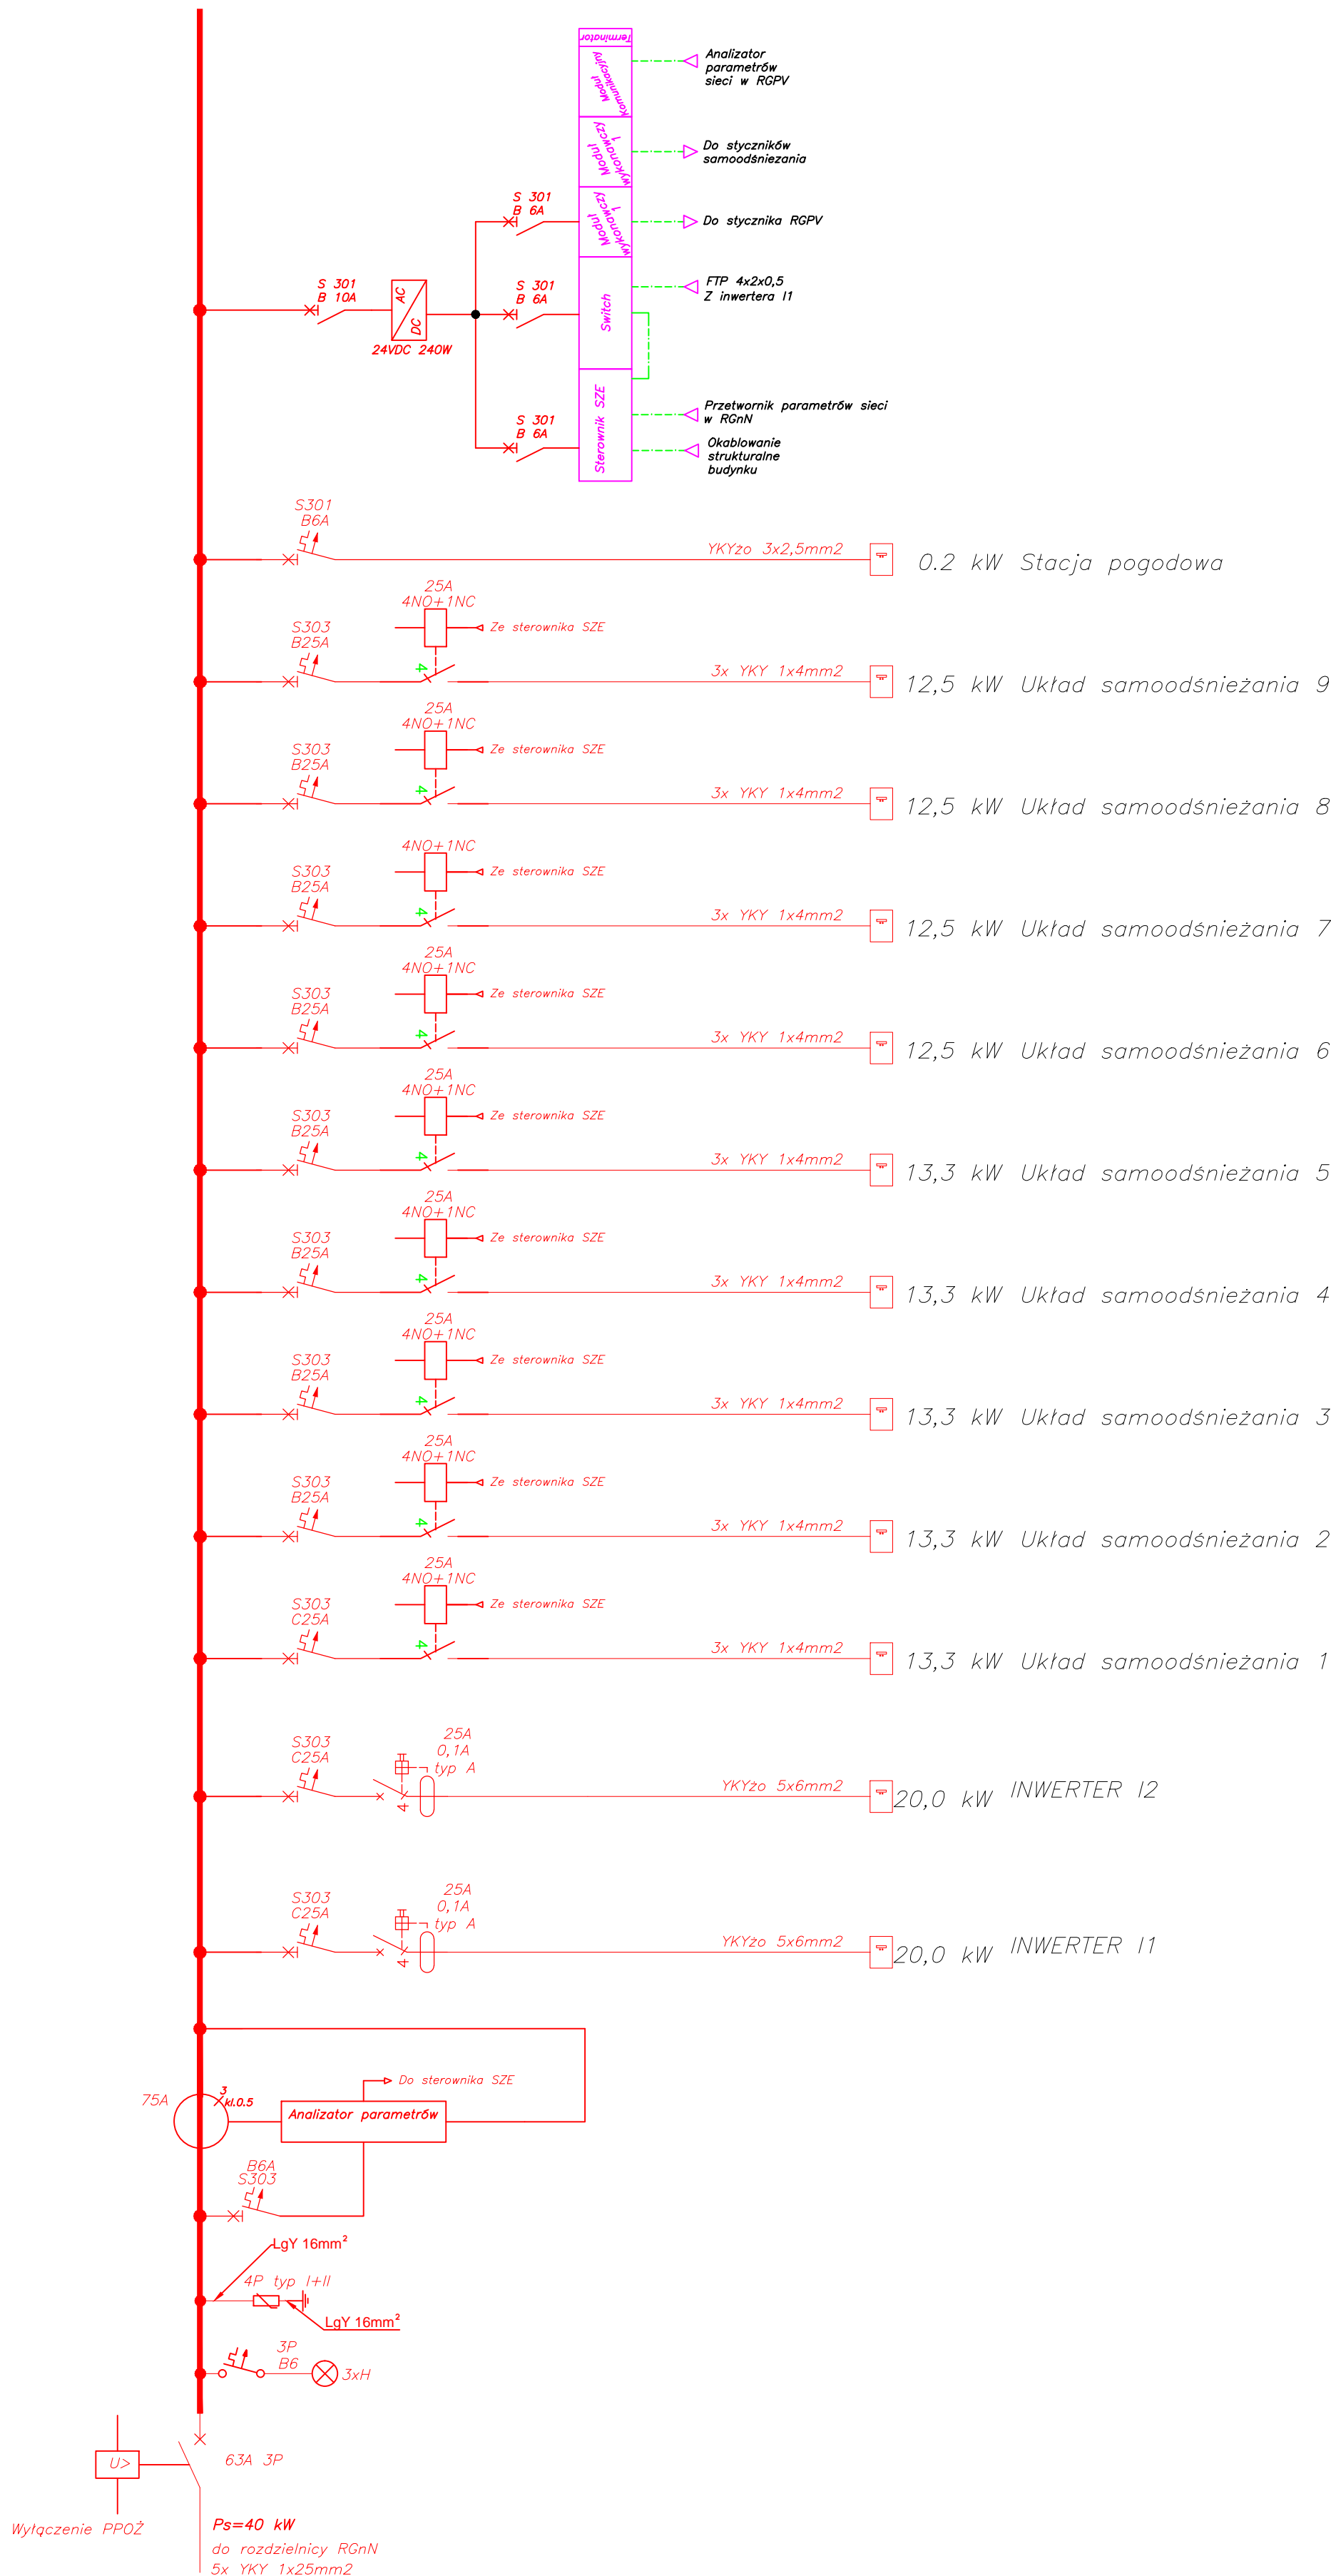 Terminator
Moduł
Komunikacyjny
Analizator
parametrów
sieci w RGPV
Moduł
wykonawczy
1
Do styczników
samoodśniezania
Moduł
wykonawczy
1
Do stycznika RGPV
S 301
B 6A
S 301
B 10A
AC
DC
24VDC 240W
S 301
B 6A
Switch
FTP 4x2x0,5
Z inwertera I1
S 301
B 6A
Sterownik SZE
Przetwornik parametrów sieci
w RGnN
Okablowanie
strukturalne
budynku
S301
B6A
YKYżo 3x2,5mm2
0.2 kW Stacja pogodowa
25A
4NO+1NC
Ze sterownika SZE
S303
B25A
4
3x YKY 1x4mm2
12,5 kW Układ samoodśnieżania 9
25A
4NO+1NC
Ze sterownika SZE
S303
B25A
4
3x YKY 1x4mm2
12,5 kW Układ samoodśnieżania 8
4NO+1NC
Ze sterownika SZE
S303
B25A
4
3x YKY 1x4mm2
12,5 kW Układ samoodśnieżania 7
25A
4NO+1NC
Ze sterownika SZE
S303
B25A
4
3x YKY 1x4mm2
12,5 kW Układ samoodśnieżania 6
25A
4NO+1NC
Ze sterownika SZE
S303
B25A
4
3x YKY 1x4mm2
13,3 kW Układ samoodśnieżania 5
25A
4NO+1NC
Ze sterownika SZE
S303
B25A
4
3x YKY 1x4mm2
13,3 kW Układ samoodśnieżania 4
25A
4NO+1NC
Ze sterownika SZE
S303
B25A
4
3x YKY 1x4mm2
13,3 kW Układ samoodśnieżania 3
25A
4NO+1NC
Ze sterownika SZE
S303
B25A
4
3x YKY 1x4mm2
13,3 kW Układ samoodśnieżania 2
25A
4NO+1NC
Ze sterownika SZE
S303
C25A
4
3x YKY 1x4mm2
13,3 kW Układ samoodśnieżania 1
S303
C25A
25A
0,1A
typ A
4
YKYżo 5x6mm2
20,0 kW INWERTER I2
S303
C25A
25A
0,1A
typ A
4
YKYżo 5x6mm2
20,0 kW INWERTER I1
Do sterownika SZE
75A
3
kl.0.5
Analizator parametrów
B6A
S303
LgY 16mm²
4P typ I+II
LgY 16mm²
3P
B6
3xH
U>
63A 3P
Wyłączenie PPOŻ
Ps=40 kW
do rozdzielnicy RGnN
5x YKY 1x25mm2